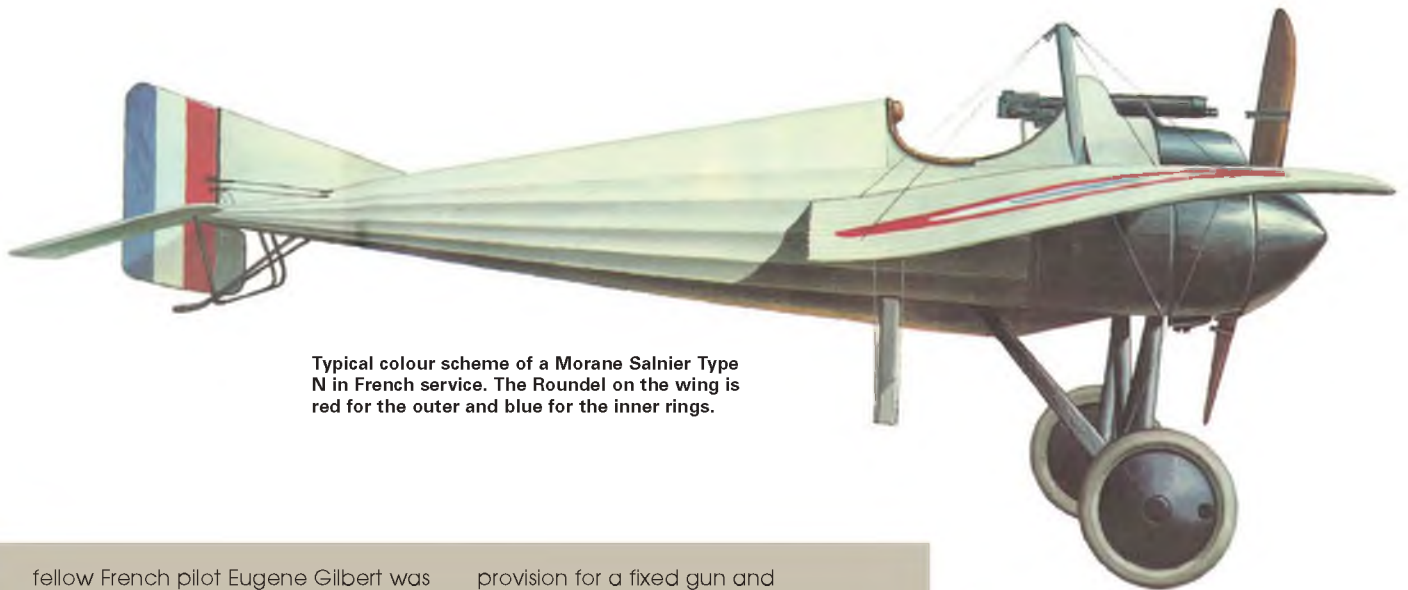 Typical colour scheme of a Morane Salnier Type
N in French service. The Roundel on the wing is
red for the outer and blue for the inner rings.
fellow French pilot Eugene Gilbert was
provision for a fixed gun and